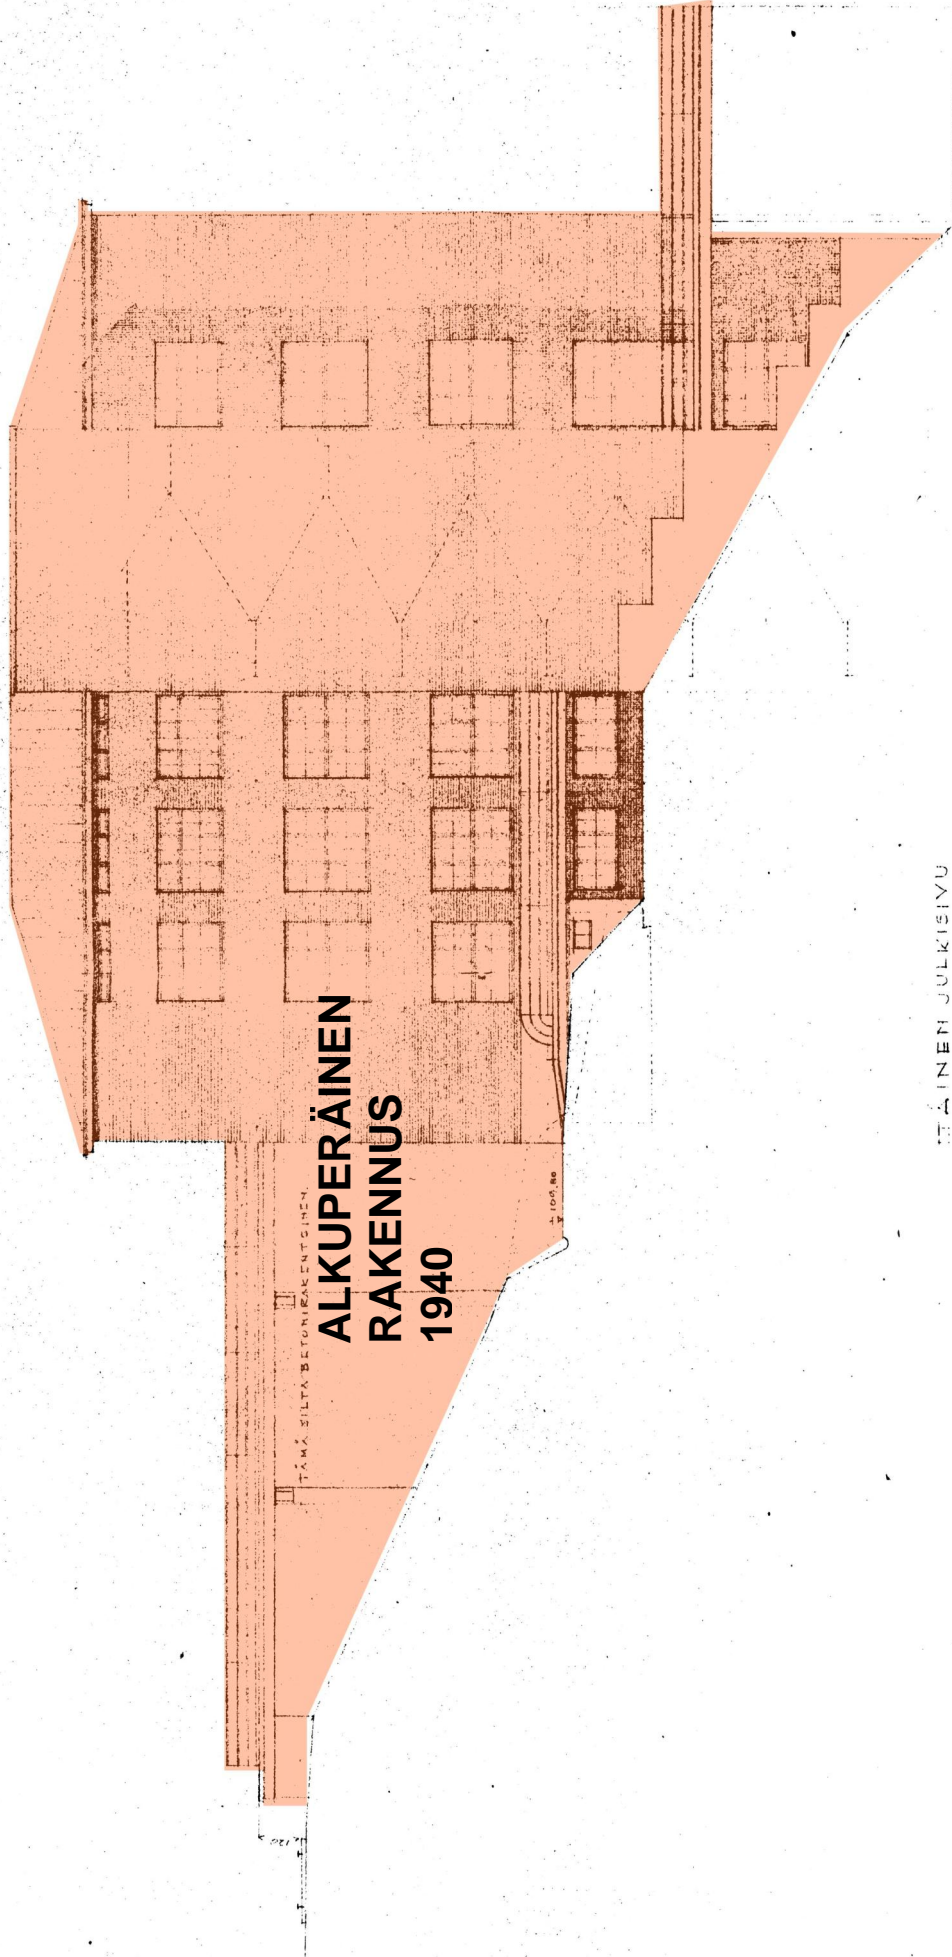 ALKUPERÄINEN
RAKENNUS
1940
TÄMÄ SILTA BETONIRAKENTEINEN
+ 109.80
ITÄINEN JULKISIVU